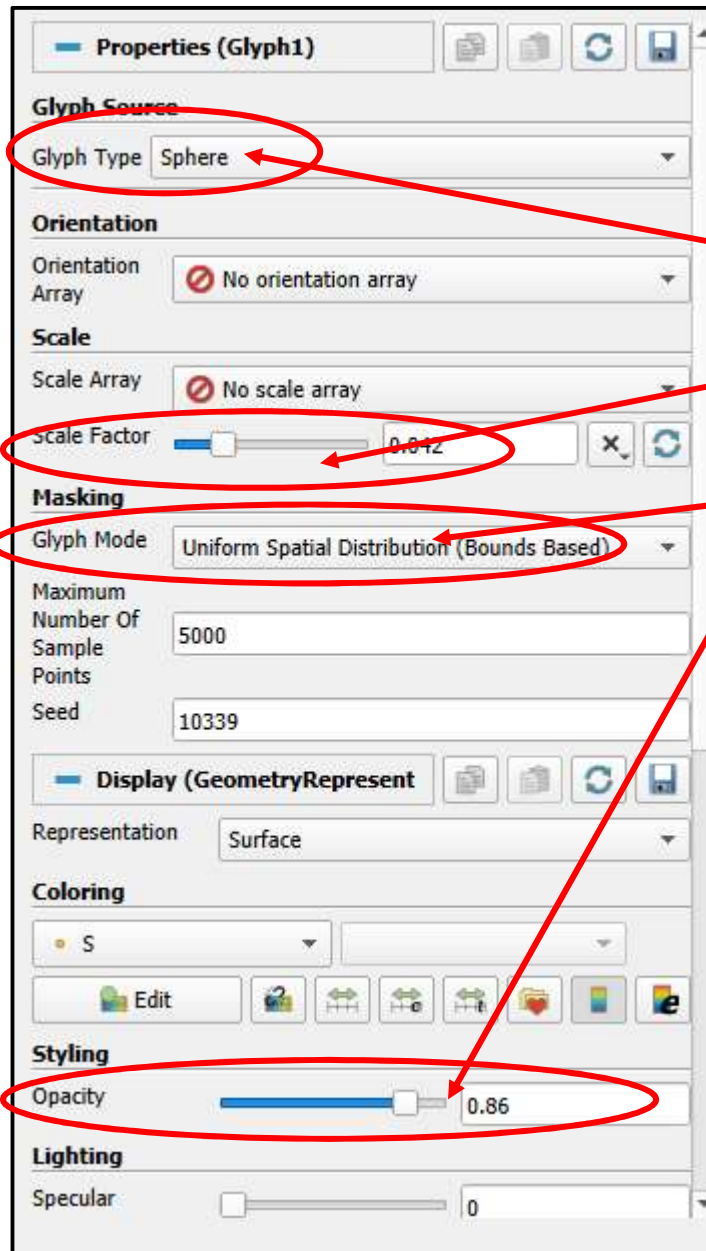 Properties (Glyph1)
Glyph Source
Glyph Type Sphere
Orientation
Orientation
Array
No orientation array
Scale
Scale Array
No scale array
Scale Factor
0.042
Masking
Glyph Mode
Uniform Spatial Distribution (Bounds Based)
Maximum
Number Of
Sample
Points
5000
Seed
10339
Display (GeometryRepresent
Representation
Surface
Coloring
S
Edit
Styling
Opacity
0.86
Lighting
Specular
0